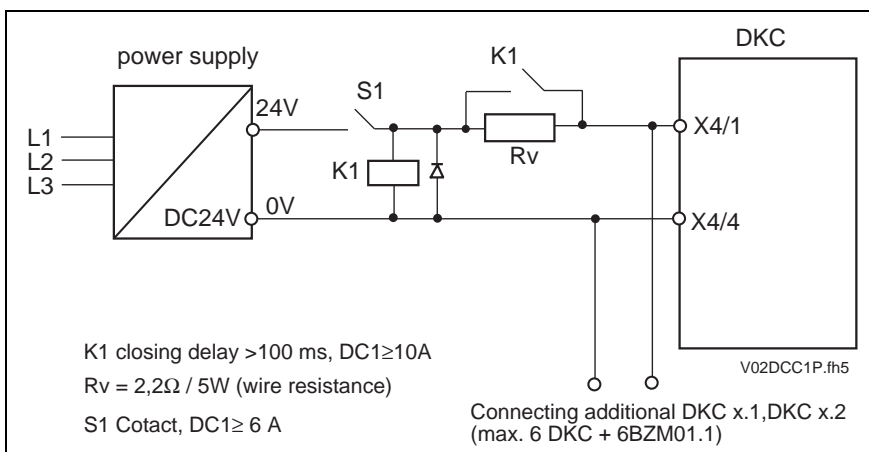 power supply
DKC
K1
S1
24V
L1
L2
L3
K1
Rv
X4/1
DC24V
0V
X4/4
K1 closing delay >100 ms, DC1≥10A
Rv = 2,2Ω / 5W (wire resistance)
S1 Cotact, DC1≥ 6 A
V02DCC1P.fh5
Connecting additional DKC x.1,DKC x.2
(max. 6 DKC + 6BZM01.1)